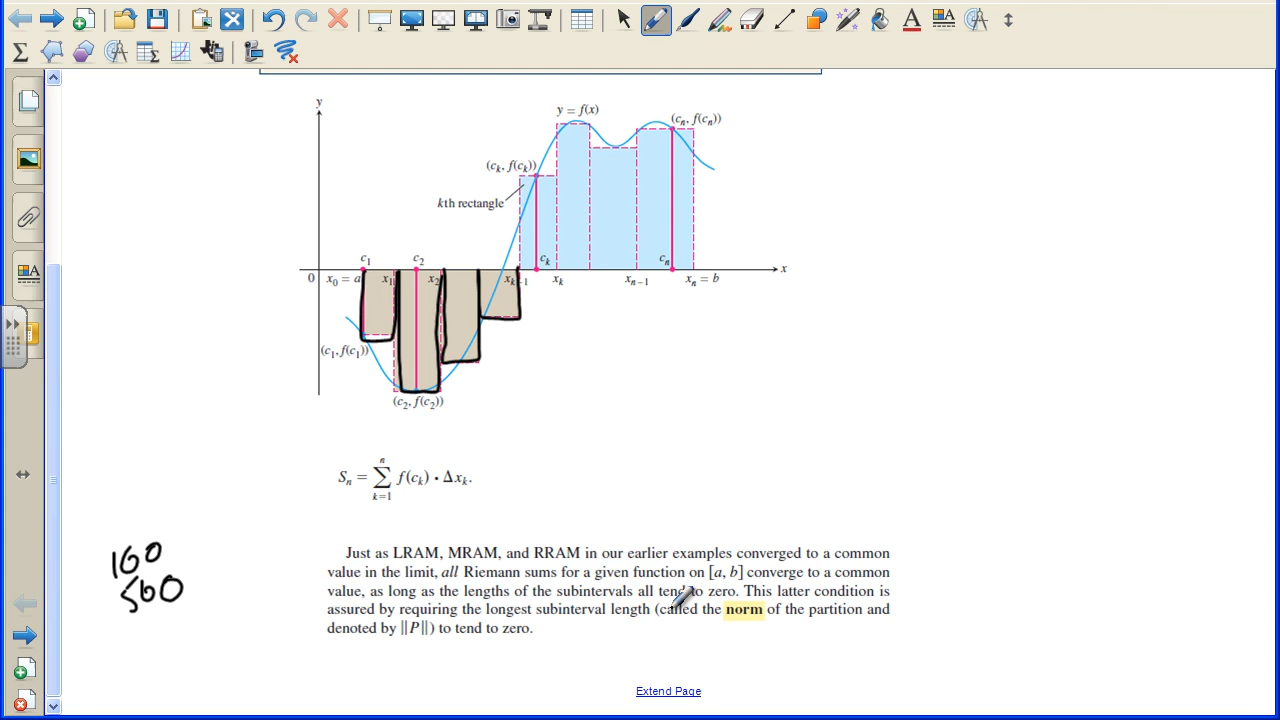 y
y = f(x)
(cₙ, f(cₙ))
(cₖ, f(cₖ))
kth rectangle
c₁
c₂
cₖ
cₙ
x
0
x₀ = a
x₁
x₂
xₖ₋₁
xₖ
xₙ₋₁
xₙ = b
(c₁, f(c₁))
(c₂, f(c₂))
Sₙ = ∑ₖ₌₁ⁿ f(cₖ) • Δxₖ.
160
560
Just as LRAM, MRAM, and RRAM in our earlier examples converged to a common
value in the limit, all Riemann sums for a given function on [a, b] converge to a common
value, as long as the lengths of the subintervals all tend to zero. This latter condition is
assured by requiring the longest subinterval length (called the norm of the partition and
denoted by ||P||) to tend to zero.
Extend Page